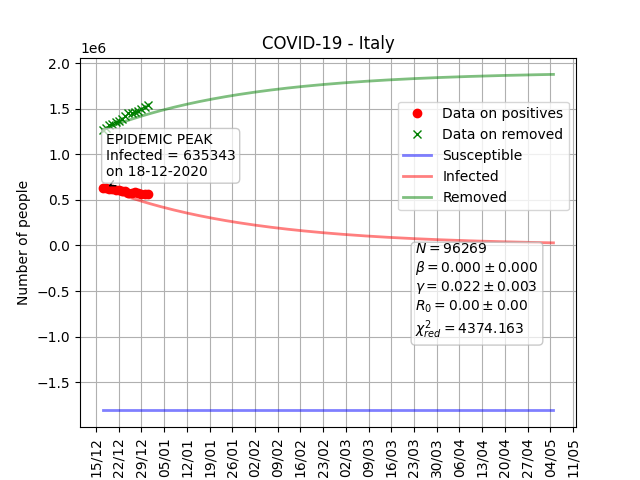 COVID-19 - Italy
1e6
2.0
1.5
1.0
0.5
0.0
−0.5
−1.0
−1.5
Number of people
EPIDEMIC PEAK
Infected = 635343
on 18-12-2020
Data on positives
Data on removed
Susceptible
Infected
Removed
N = 96269
β = 0.000 ± 0.000
γ = 0.022 ± 0.003
R₀ = 0.00 ± 0.00
χ²red = 4374.163
15/12
22/12
29/12
05/01
12/01
19/01
26/01
02/02
09/02
16/02
23/02
02/03
09/03
16/03
23/03
30/03
06/04
13/04
20/04
27/04
04/05
11/05